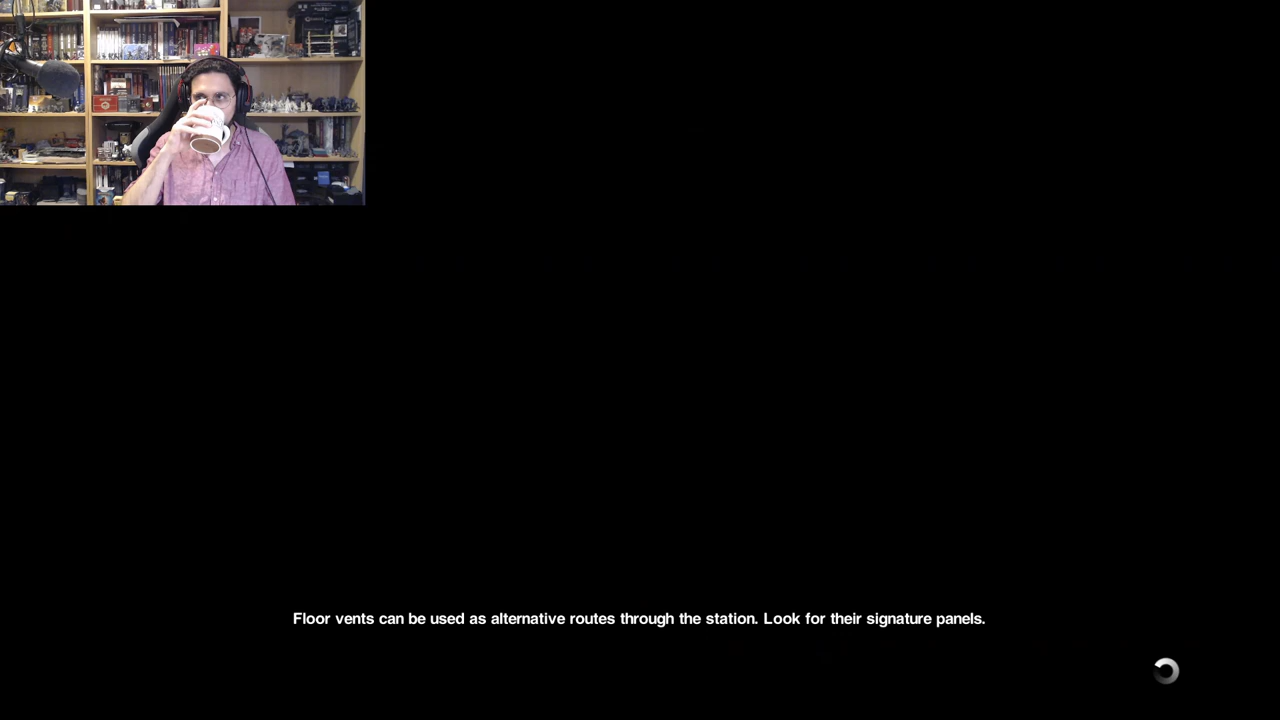 Floor vents can be used as alternative routes through the station. Look for their signature panels.